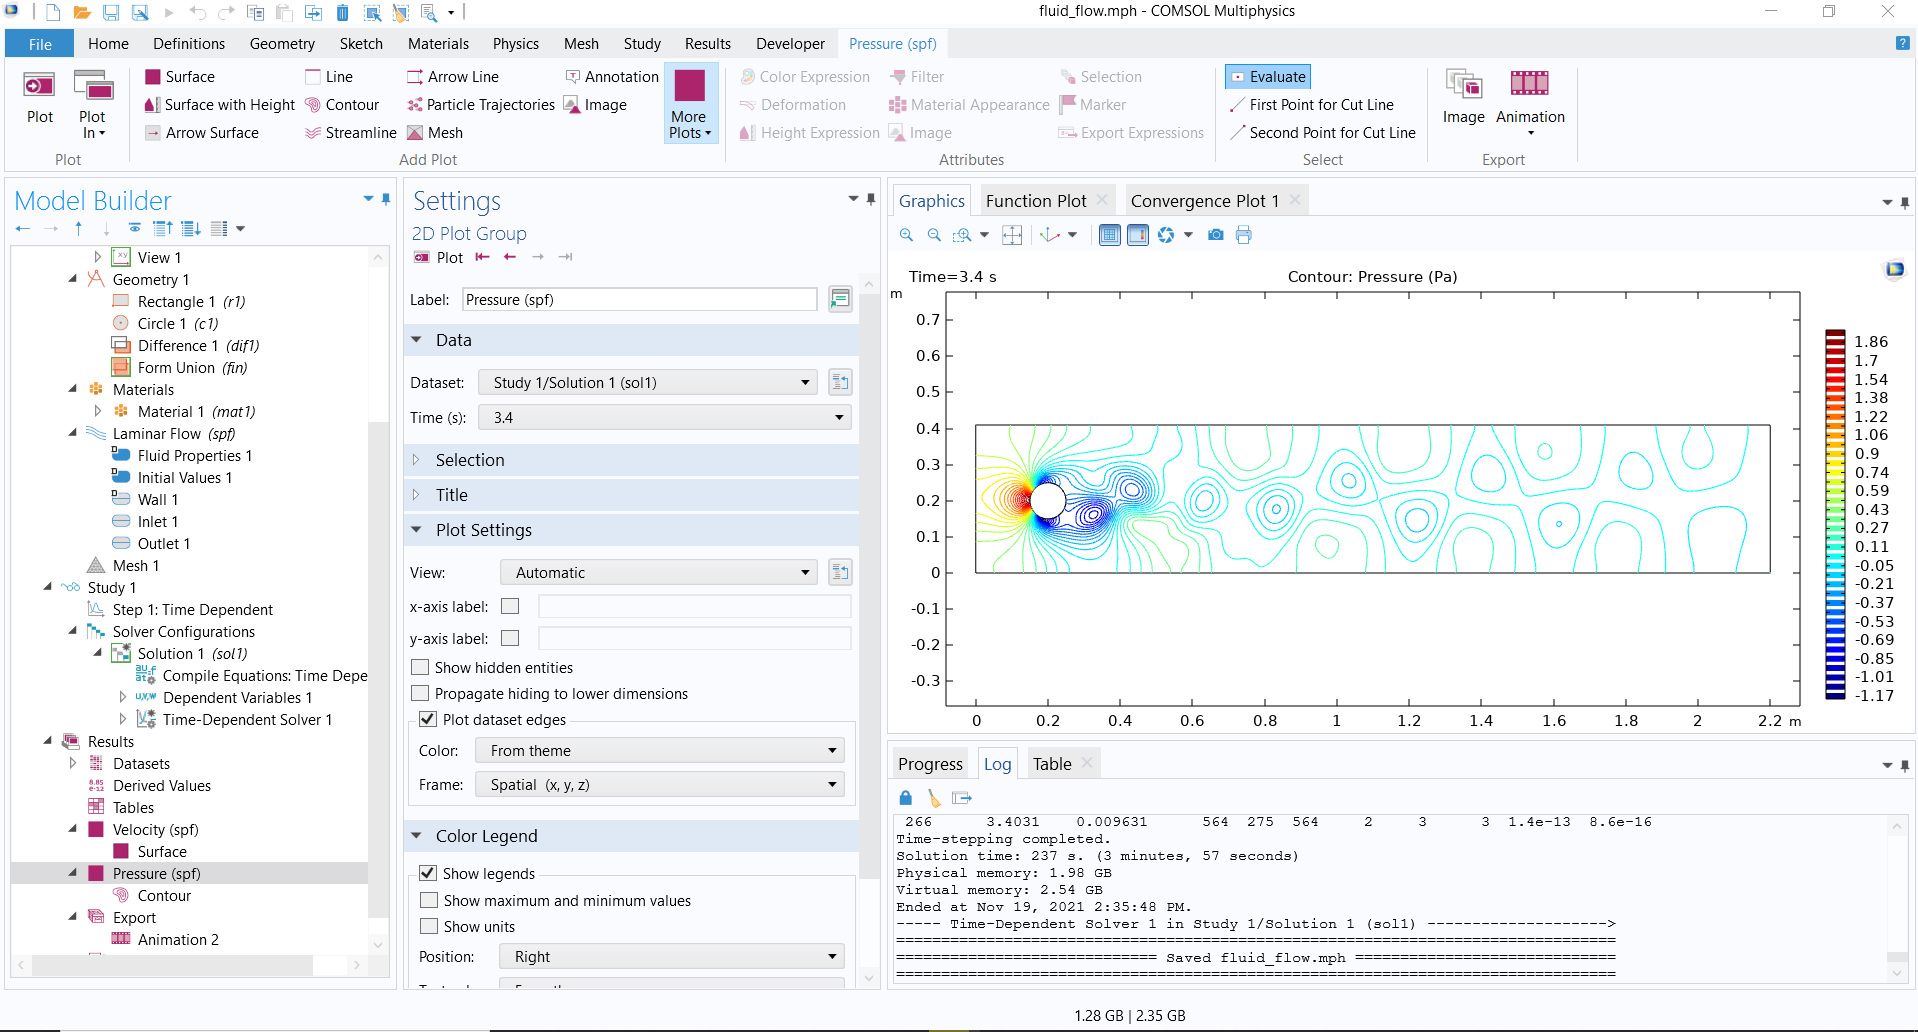 fluid_flow.mph - COMSOL Multiphysics
File Home Definitions Geometry Sketch Materials Physics Mesh Study Results Developer Pressure (spf)
Plot
Plot In
Plot
Surface
Surface with Height
Arrow Surface
Line
Contour
Streamline
Arrow Line
Particle Trajectories
Mesh
Annotation
Image
More Plots
Add Plot
Color Expression
Deformation
Height Expression
Filter
Material Appearance
Image
Selection
Marker
Export Expressions
Attributes
Evaluate
First Point for Cut Line
Second Point for Cut Line
Select
Image
Animation
Export
Model Builder
View 1
Geometry 1
Rectangle 1 (r1)
Circle 1 (c1)
Difference 1 (dif1)
Form Union (fin)
Materials
Material 1 (mat1)
Laminar Flow (spf)
Fluid Properties 1
Initial Values 1
Wall 1
Inlet 1
Outlet 1
Mesh 1
Study 1
Step 1: Time Dependent
Solver Configurations
Solution 1 (sol1)
Compile Equations: Time Depe
Dependent Variables 1
Time-Dependent Solver 1
Results
Datasets
Derived Values
Tables
Velocity (spf)
Surface
Pressure (spf)
Contour
Export
Animation 2
Settings
2D Plot Group
Plot
Label: Pressure (spf)
Data
Dataset: Study 1/Solution 1 (sol1)
Time (s): 3.4
Selection
Title
Plot Settings
View: Automatic
x-axis label:
y-axis label:
Show hidden entities
Propagate hiding to lower dimensions
Plot dataset edges
Color: From theme
Frame: Spatial (x, y, z)
Color Legend
Show legends
Show maximum and minimum values
Show units
Position: Right
Graphics Function Plot Convergence Plot 1
Time=3.4 s
Contour: Pressure (Pa)
m
0.7
0.6
0.5
0.4
0.3
0.2
0.1
0
-0.1
-0.2
-0.3
0 0.2 0.4 0.6 0.8 1 1.2 1.4 1.6 1.8 2 2.2 m
1.86
1.7
1.54
1.38
1.22
1.06
0.9
0.74
0.59
0.43
0.27
0.11
-0.05
-0.21
-0.37
-0.53
-0.69
-0.85
-1.01
-1.17
Progress Log Table
266 3.4031 0.009631 564 275 564 2 3 3 1.4e-13 8.6e-16
Time-stepping completed.
Solution time: 237 s. (3 minutes, 57 seconds)
Physical memory: 1.98 GB
Virtual memory: 2.54 GB
Ended at Nov 19, 2021 2:35:48 PM.
----- Time-Dependent Solver 1 in Study 1/Solution 1 (sol1) --------------------->
================================================================================
============================= Saved fluid_flow.mph =============================
================================================================================
1.28 GB | 2.35 GB